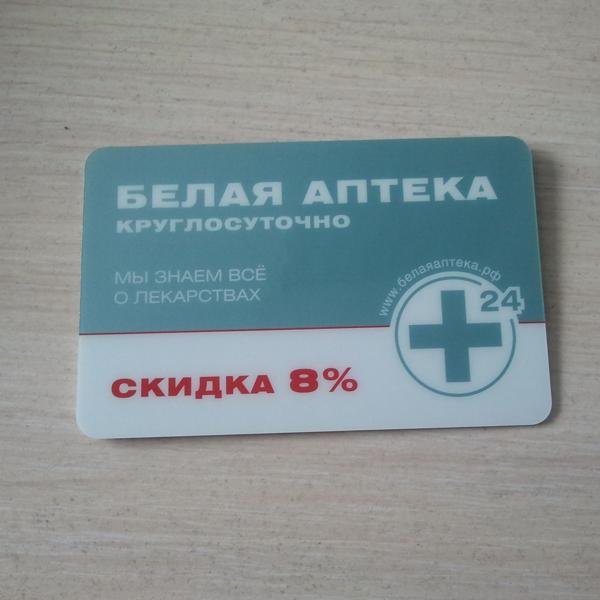 БЕЛАЯ АПТЕКА
КРУГЛОСУТОЧНО
МЫ ЗНАЕМ ВСЁ
О ЛЕКАРСТВАХ
www.белаяаптека.рф
24
СКИДКА 8%